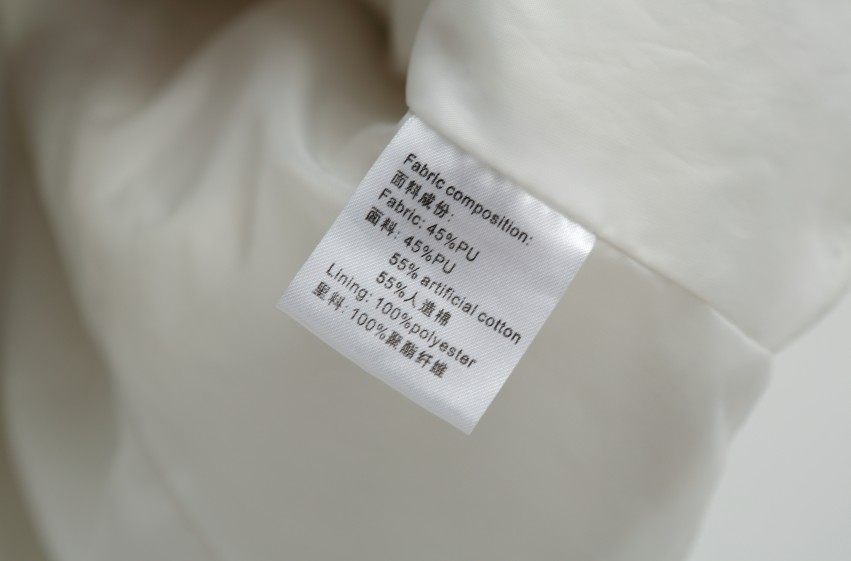 Fabric composition:
面料成份:
Fabric: 45%PU
面料: 45%PU
55% artificial cotton
55%人造棉
Lining: 100%polyester
里料: 100%聚酯纤维